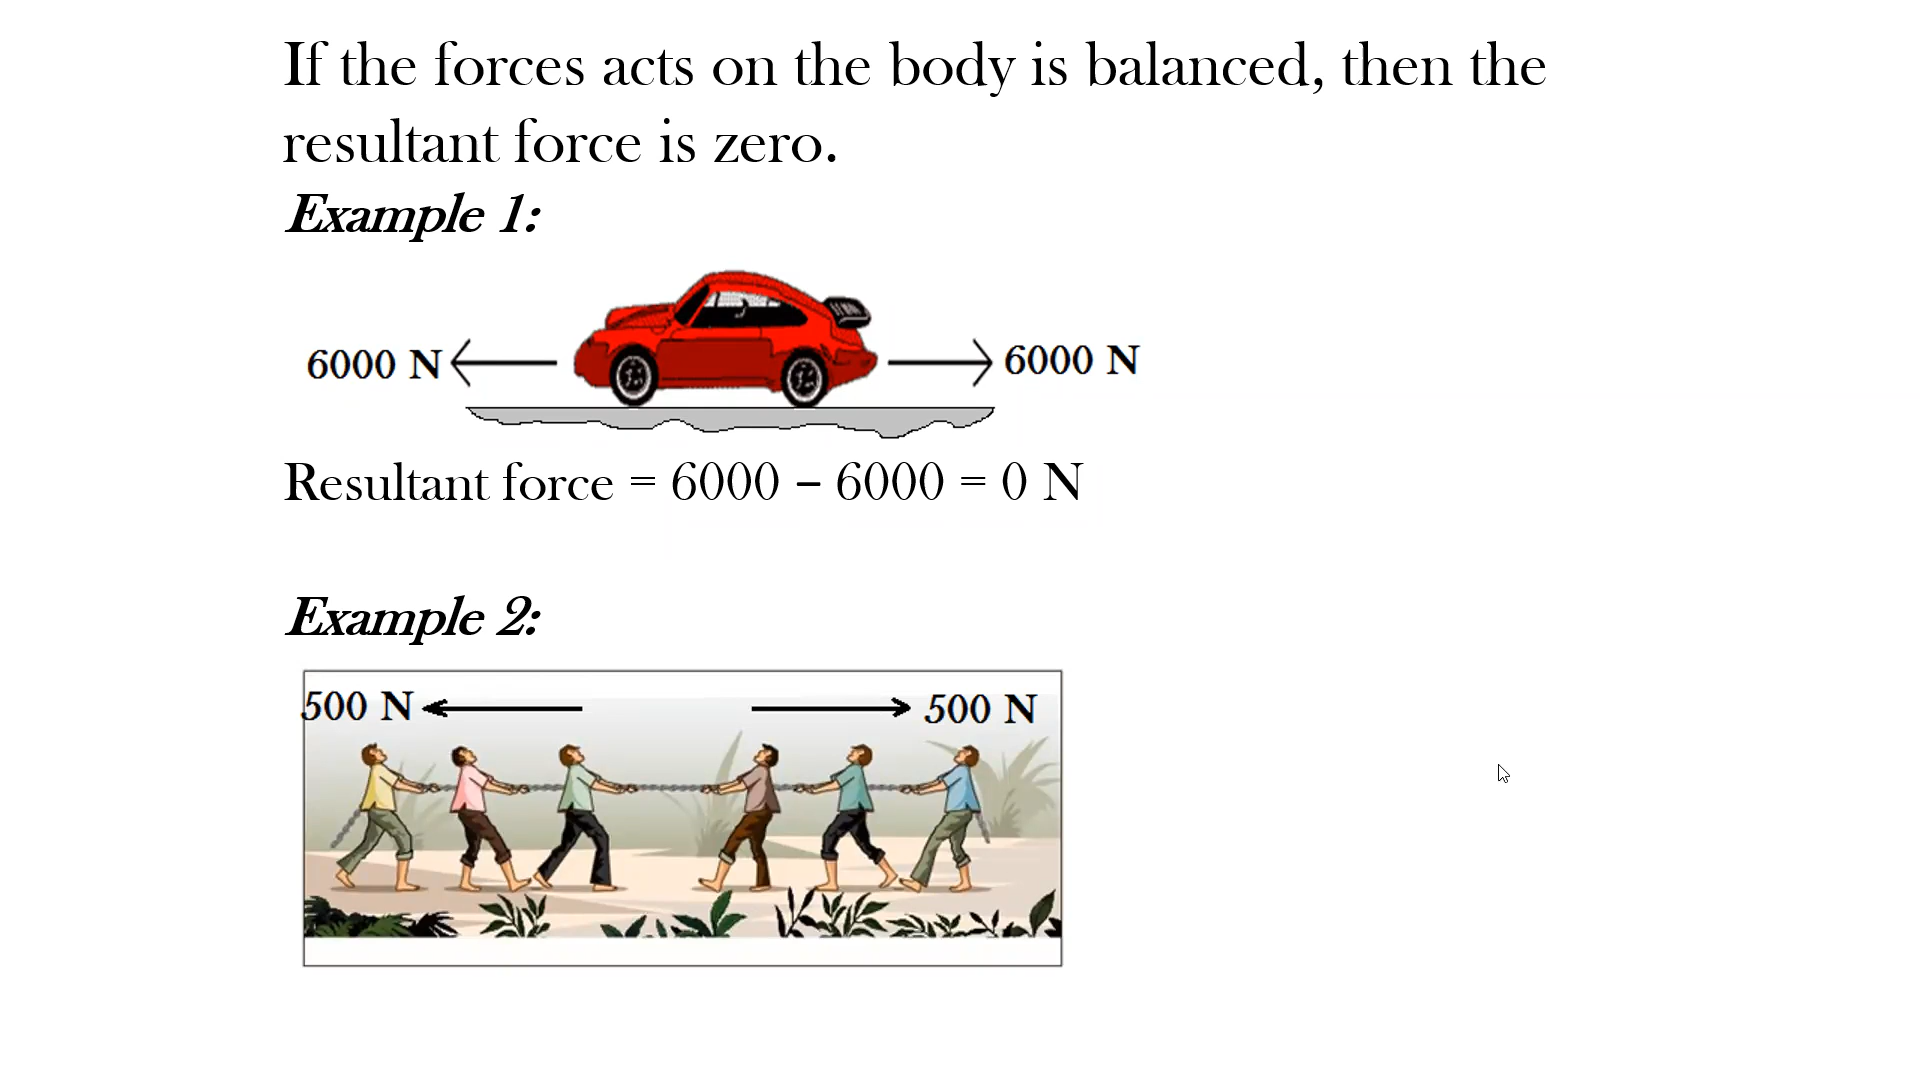 If the forces acts on the body is balanced, then the
resultant force is zero.
Example 1:
6000 N
6000 N
Resultant force = 6000 – 6000 = 0 N
Example 2:
500 N
500 N